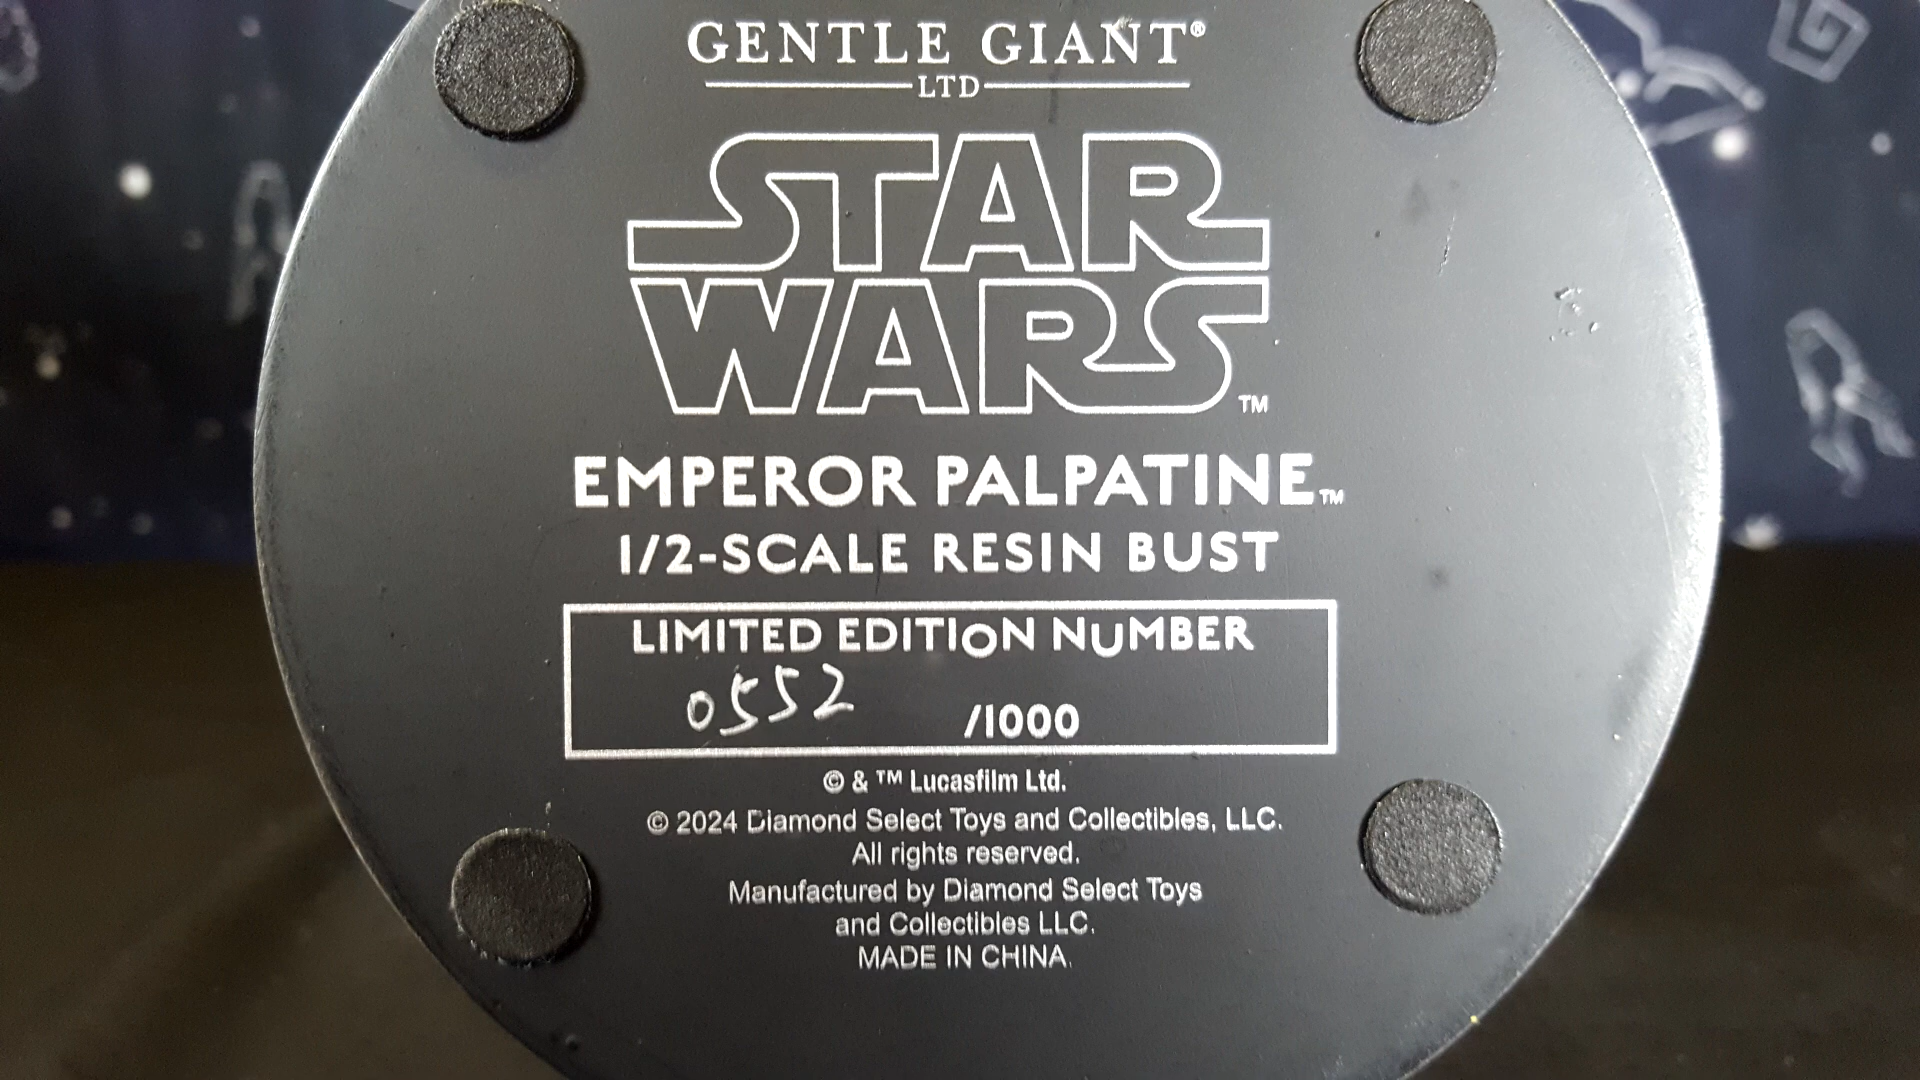 GENTLE GIANT®
LTD
STAR
WARS™
EMPEROR PALPATINE™
1/2-SCALE RESIN BUST
LIMITED EDITION NUMBER
0552 /1000
© & ™ Lucasfilm Ltd.
© 2024 Diamond Select Toys and Collectibles, LLC.
All rights reserved.
Manufactured by Diamond Select Toys
and Collectibles LLC.
MADE IN CHINA.